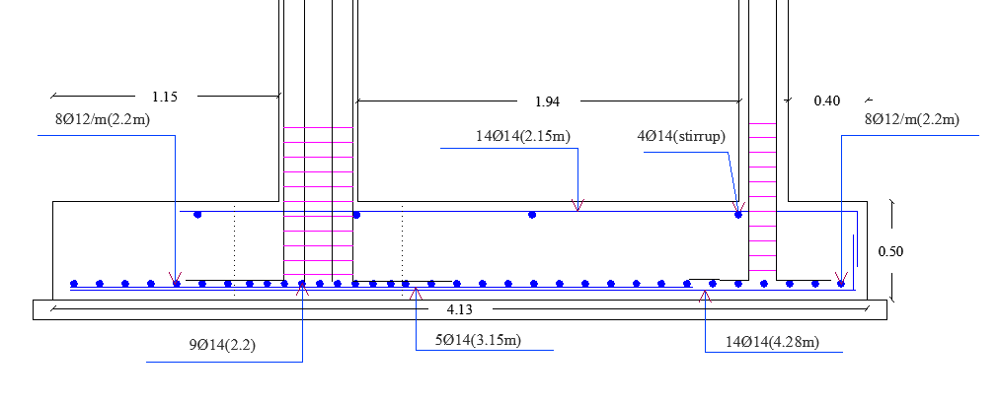 1.15
1.94
0.40
8Ø12/m(2.2m)
14Ø14(2.15m)
4Ø14(stirrup)
8Ø12/m(2.2m)
0.50
4.13
9Ø14(2.2)
5Ø14(3.15m)
14Ø14(4.28m)